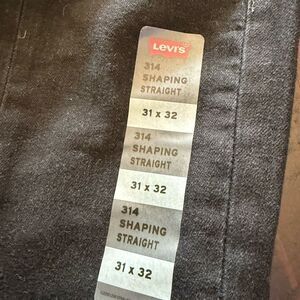 Levi's
314
SHAPING
STRAIGHT
31 x 32
314
SHAPING
STRAIGHT
31 x 32
314
SHAPING
STRAIGHT
31 x 32